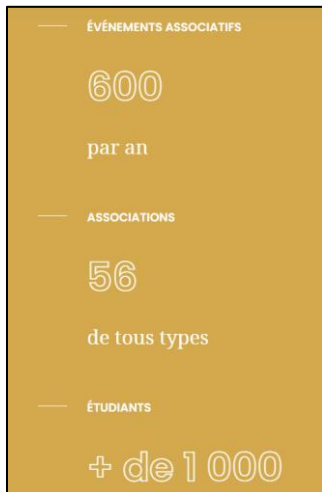 ÉVÉNEMENTS ASSOCIATIFS
600
par an
ASSOCIATIONS
56
de tous types
ÉTUDIANTS
+ de 1 000